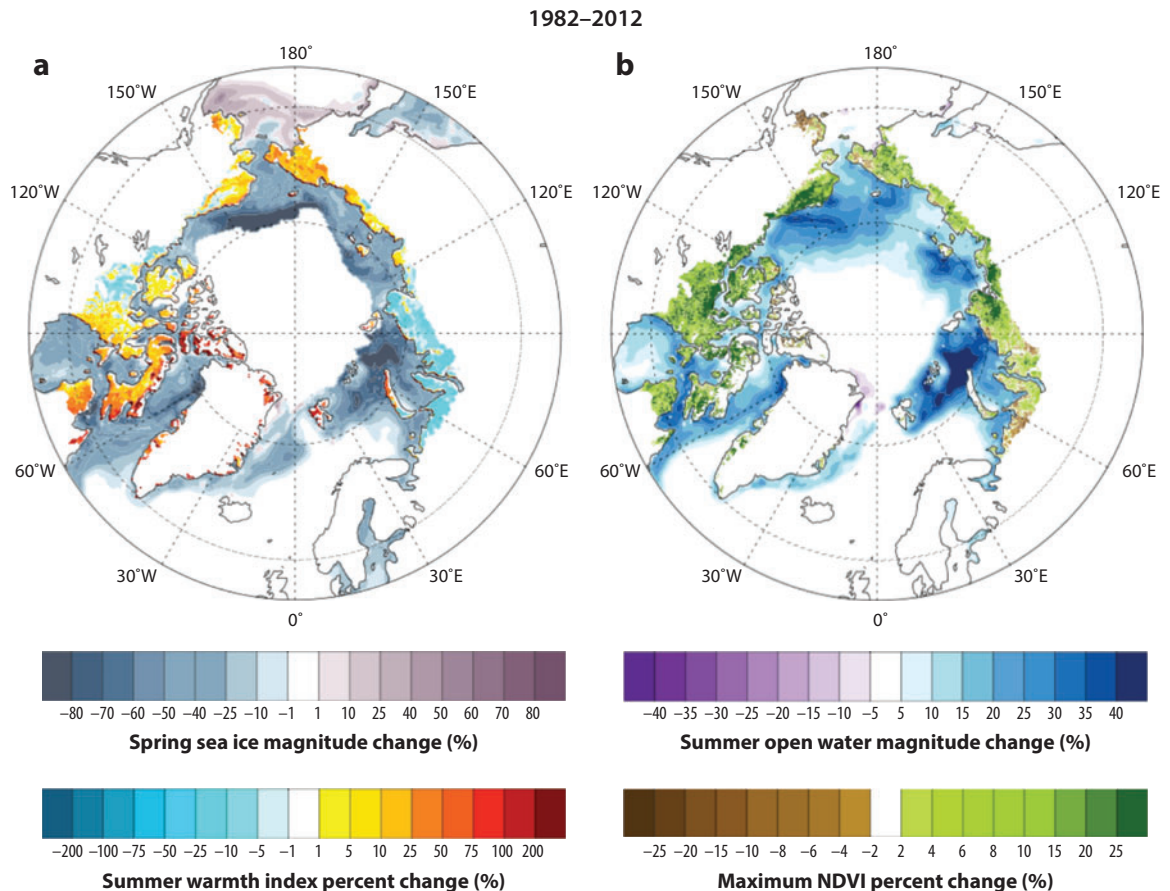 1982–2012
a
180°
150°W
150°E
120°W
120°E
60°W
60°E
30°W
30°E
0°
b
180°
150°W
150°E
120°W
120°E
60°W
60°E
30°W
30°E
0°
−80 −70 −60 −50 −40 −25 −10 −1 1 10 25 40 50 60 70 80
Spring sea ice magnitude change (%)
−40 −35 −30 −25 −20 −15 −10 −5 5 10 15 20 25 30 35 40
Summer open water magnitude change (%)
−200 −100 −75 −50 −25 −10 −5 −1 1 5 10 25 50 75 100 200
Summer warmth index percent change (%)
−25 −20 −15 −10 −8 −6 −4 −2 2 4 6 8 10 15 20 25
Maximum NDVI percent change (%)